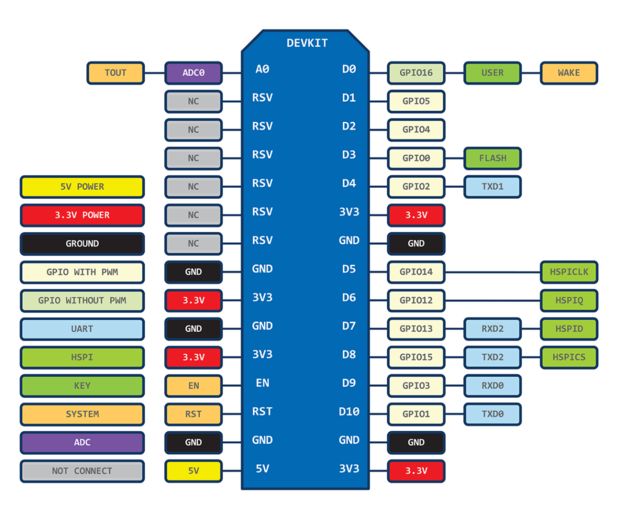 DEVKIT
TOUT ADC0 A0 D0 GPIO16 USER WAKE
NC RSV D1 GPIO5
NC RSV D2 GPIO4
NC RSV D3 GPIO0 FLASH
5V POWER NC RSV D4 GPIO2 TXD1
3.3V POWER NC RSV 3V3 3.3V
GROUND NC RSV GND GND
GPIO WITH PWM GND GND D5 GPIO14 HSPICLK
GPIO WITHOUT PWM 3.3V 3V3 D6 GPIO12 HSPIQ
UART GND GND D7 GPIO13 RXD2 HSPID
HSPI 3.3V 3V3 D8 GPIO15 TXD2 HSPICS
KEY EN EN D9 GPIO3 RXD0
SYSTEM RST RST D10 GPIO1 TXD0
ADC GND GND GND GND
NOT CONNECT 5V 5V 3V3 3.3V